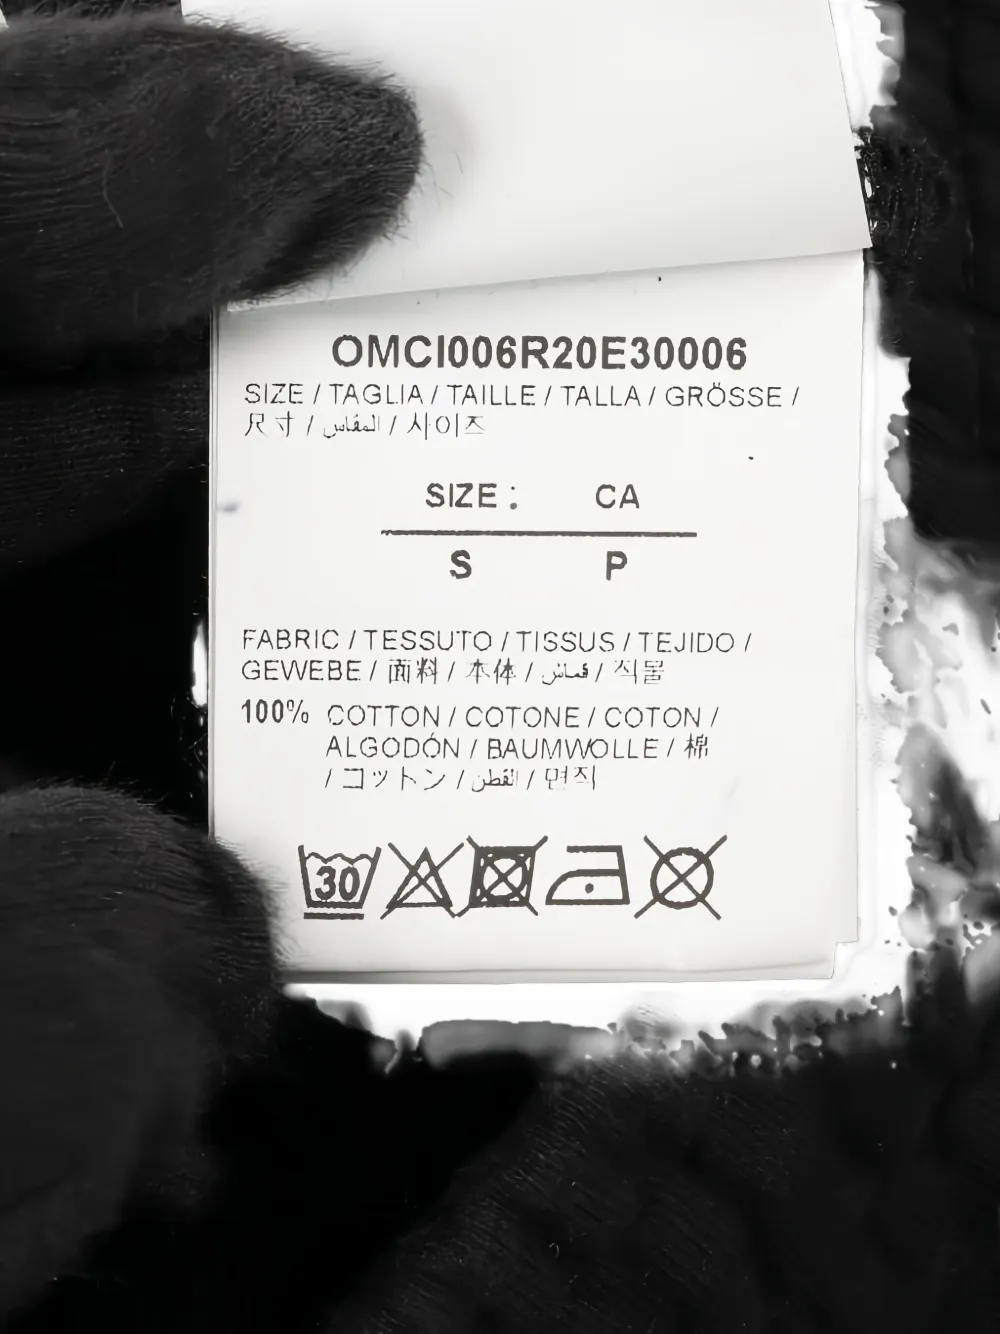 OMCI006R20E30006
SIZE / TAGLIA / TAILLE / TALLA / GRÖSSE /
尺寸 / المقاس / 사이즈
SIZE : CA
S P
FABRIC / TESSUTO / TISSUS / TEJIDO /
GEWEBE / 面料 / 本体 / قماش / 직물
100% COTTON / COTONE / COTON /
ALGODÓN / BAUMWOLLE / 棉
/ コットン / القطن / 면직
30